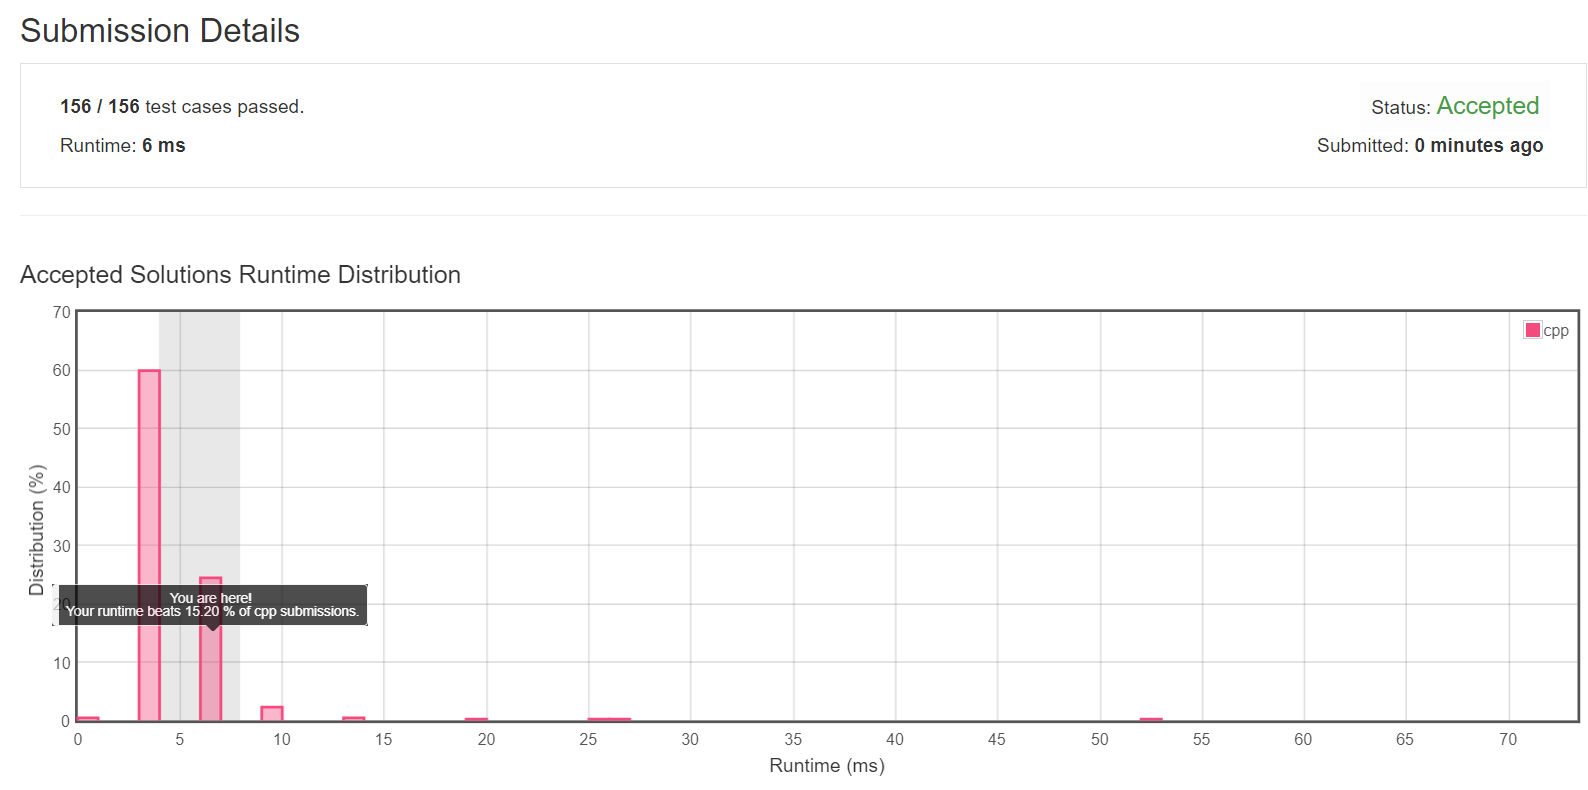 Submission Details
156 / 156 test cases passed.
Status: Accepted
Runtime: 6 ms
Submitted: 0 minutes ago
Accepted Solutions Runtime Distribution
cpp
70
60
50
40
30
20
10
0
Distribution (%)
You are here!
Your runtime beats 15.20 % of cpp submissions.
0 5 10 15 20 25 30 35 40 45 50 55 60 65 70
Runtime (ms)